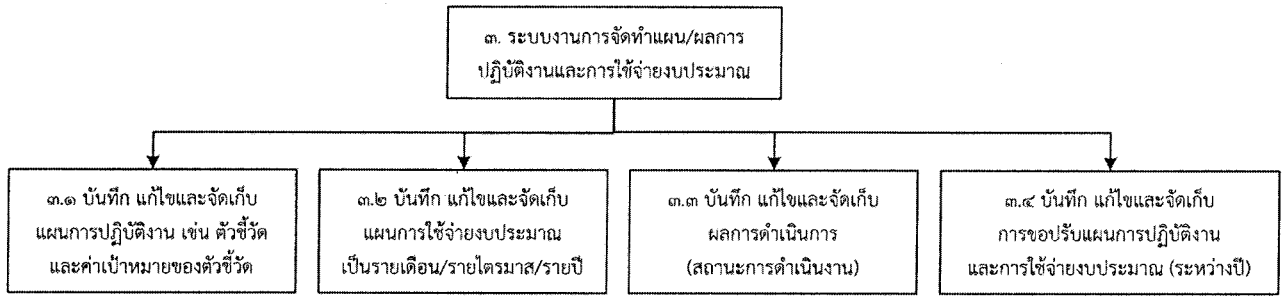 ๓. ระบบงานการจัดทำแผน/ผลการ
ปฏิบัติงานและการใช้จ่ายงบประมาณ
๓.๑ บันทึก แก้ไขและจัดเก็บ
แผนการปฏิบัติงาน เช่น ตัวชี้วัด
และค่าเป้าหมายของตัวชี้วัด
๓.๒ บันทึก แก้ไขและจัดเก็บ
แผนการใช้จ่ายงบประมาณ
เป็นรายเดือน/รายไตรมาส/รายปี
๓.๓ บันทึก แก้ไขและจัดเก็บ
ผลการดำเนินการ
(สถานะการดำเนินงาน)
๓.๔ บันทึก แก้ไขและจัดเก็บ
การขอปรับแผนการปฏิบัติงาน
และการใช้จ่ายงบประมาณ (ระหว่างปี)